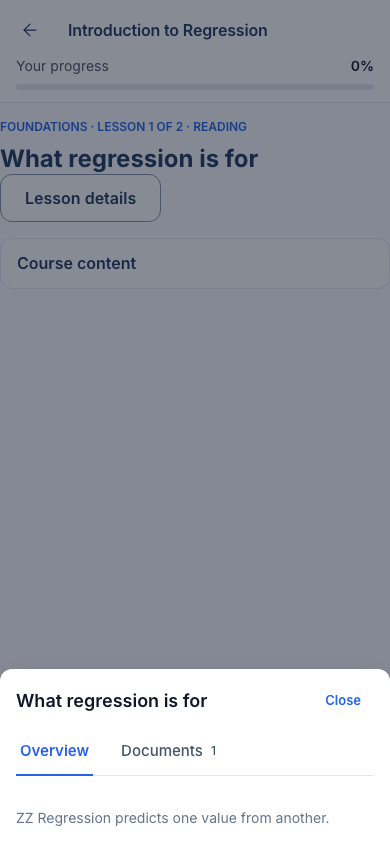 Introduction to Regression
Your progress 0%
FOUNDATIONS · LESSON 1 OF 2 · READING
What regression is for
Lesson details
Course content
What regression is for Close
Overview Documents 1
ZZ Regression predicts one value from another.